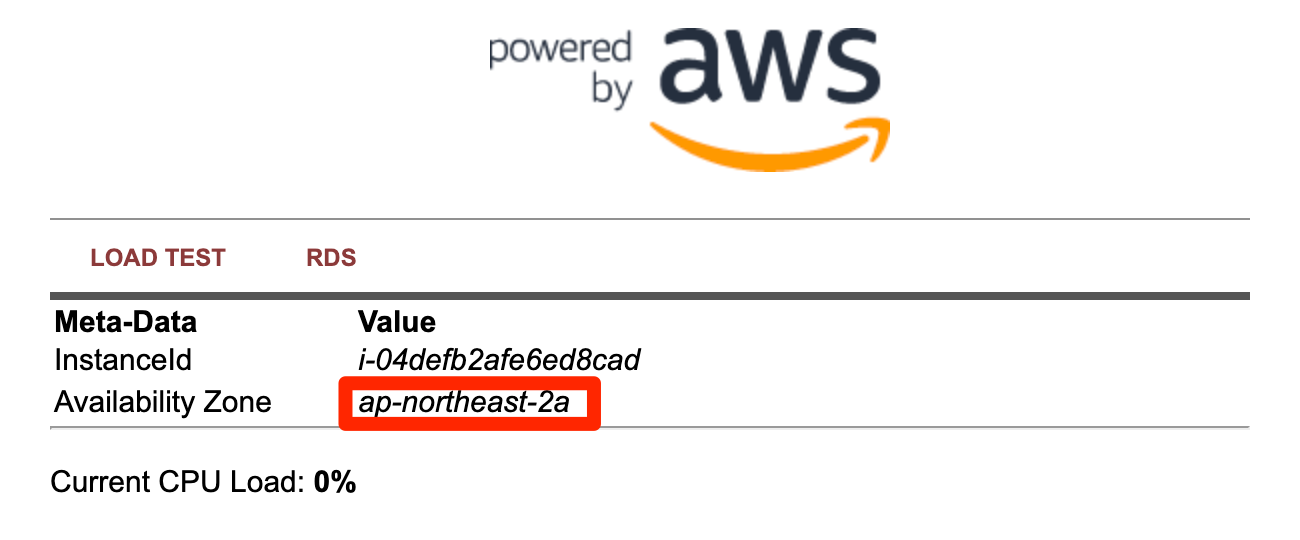 powered
by aws
LOAD TEST RDS
Meta-Data Value
InstanceId i-04defb2afe6ed8cad
Availability Zone ap-northeast-2a
Current CPU Load: 0%